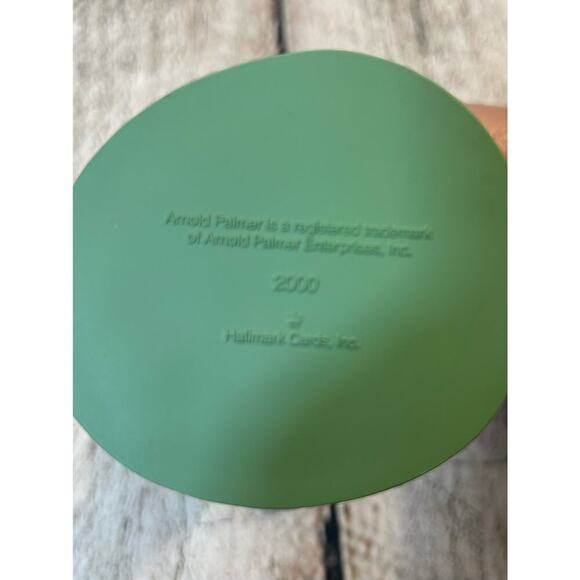 Arnold Palmer is a registered trademark
of Arnold Palmer Enterprises, Inc.
2000
Hallmark Cards, Inc.